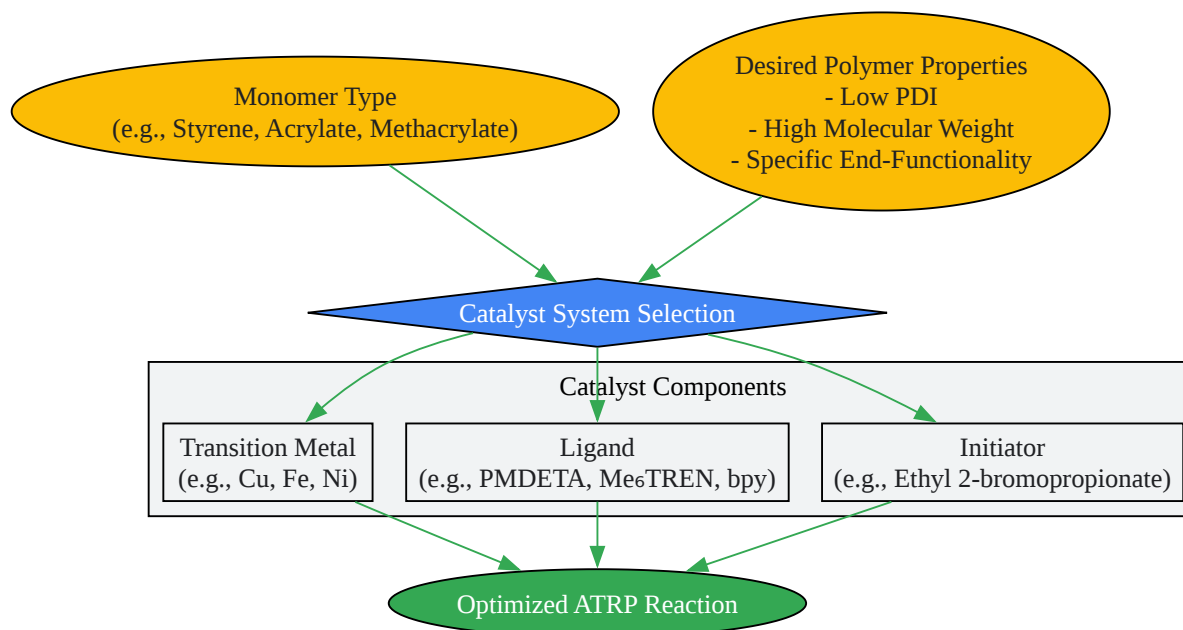 Monomer Type
(e.g., Styrene, Acrylate, Methacrylate)
Desired Polymer Properties
- Low PDI
- High Molecular Weight
- Specific End-Functionality
Catalyst System Selection
Catalyst Components
Transition Metal
(e.g., Cu, Fe, Ni)
Ligand
(e.g., PMDETA, Me₆TREN, bpy)
Initiator
(e.g., Ethyl 2-bromopropionate)
Optimized ATRP Reaction